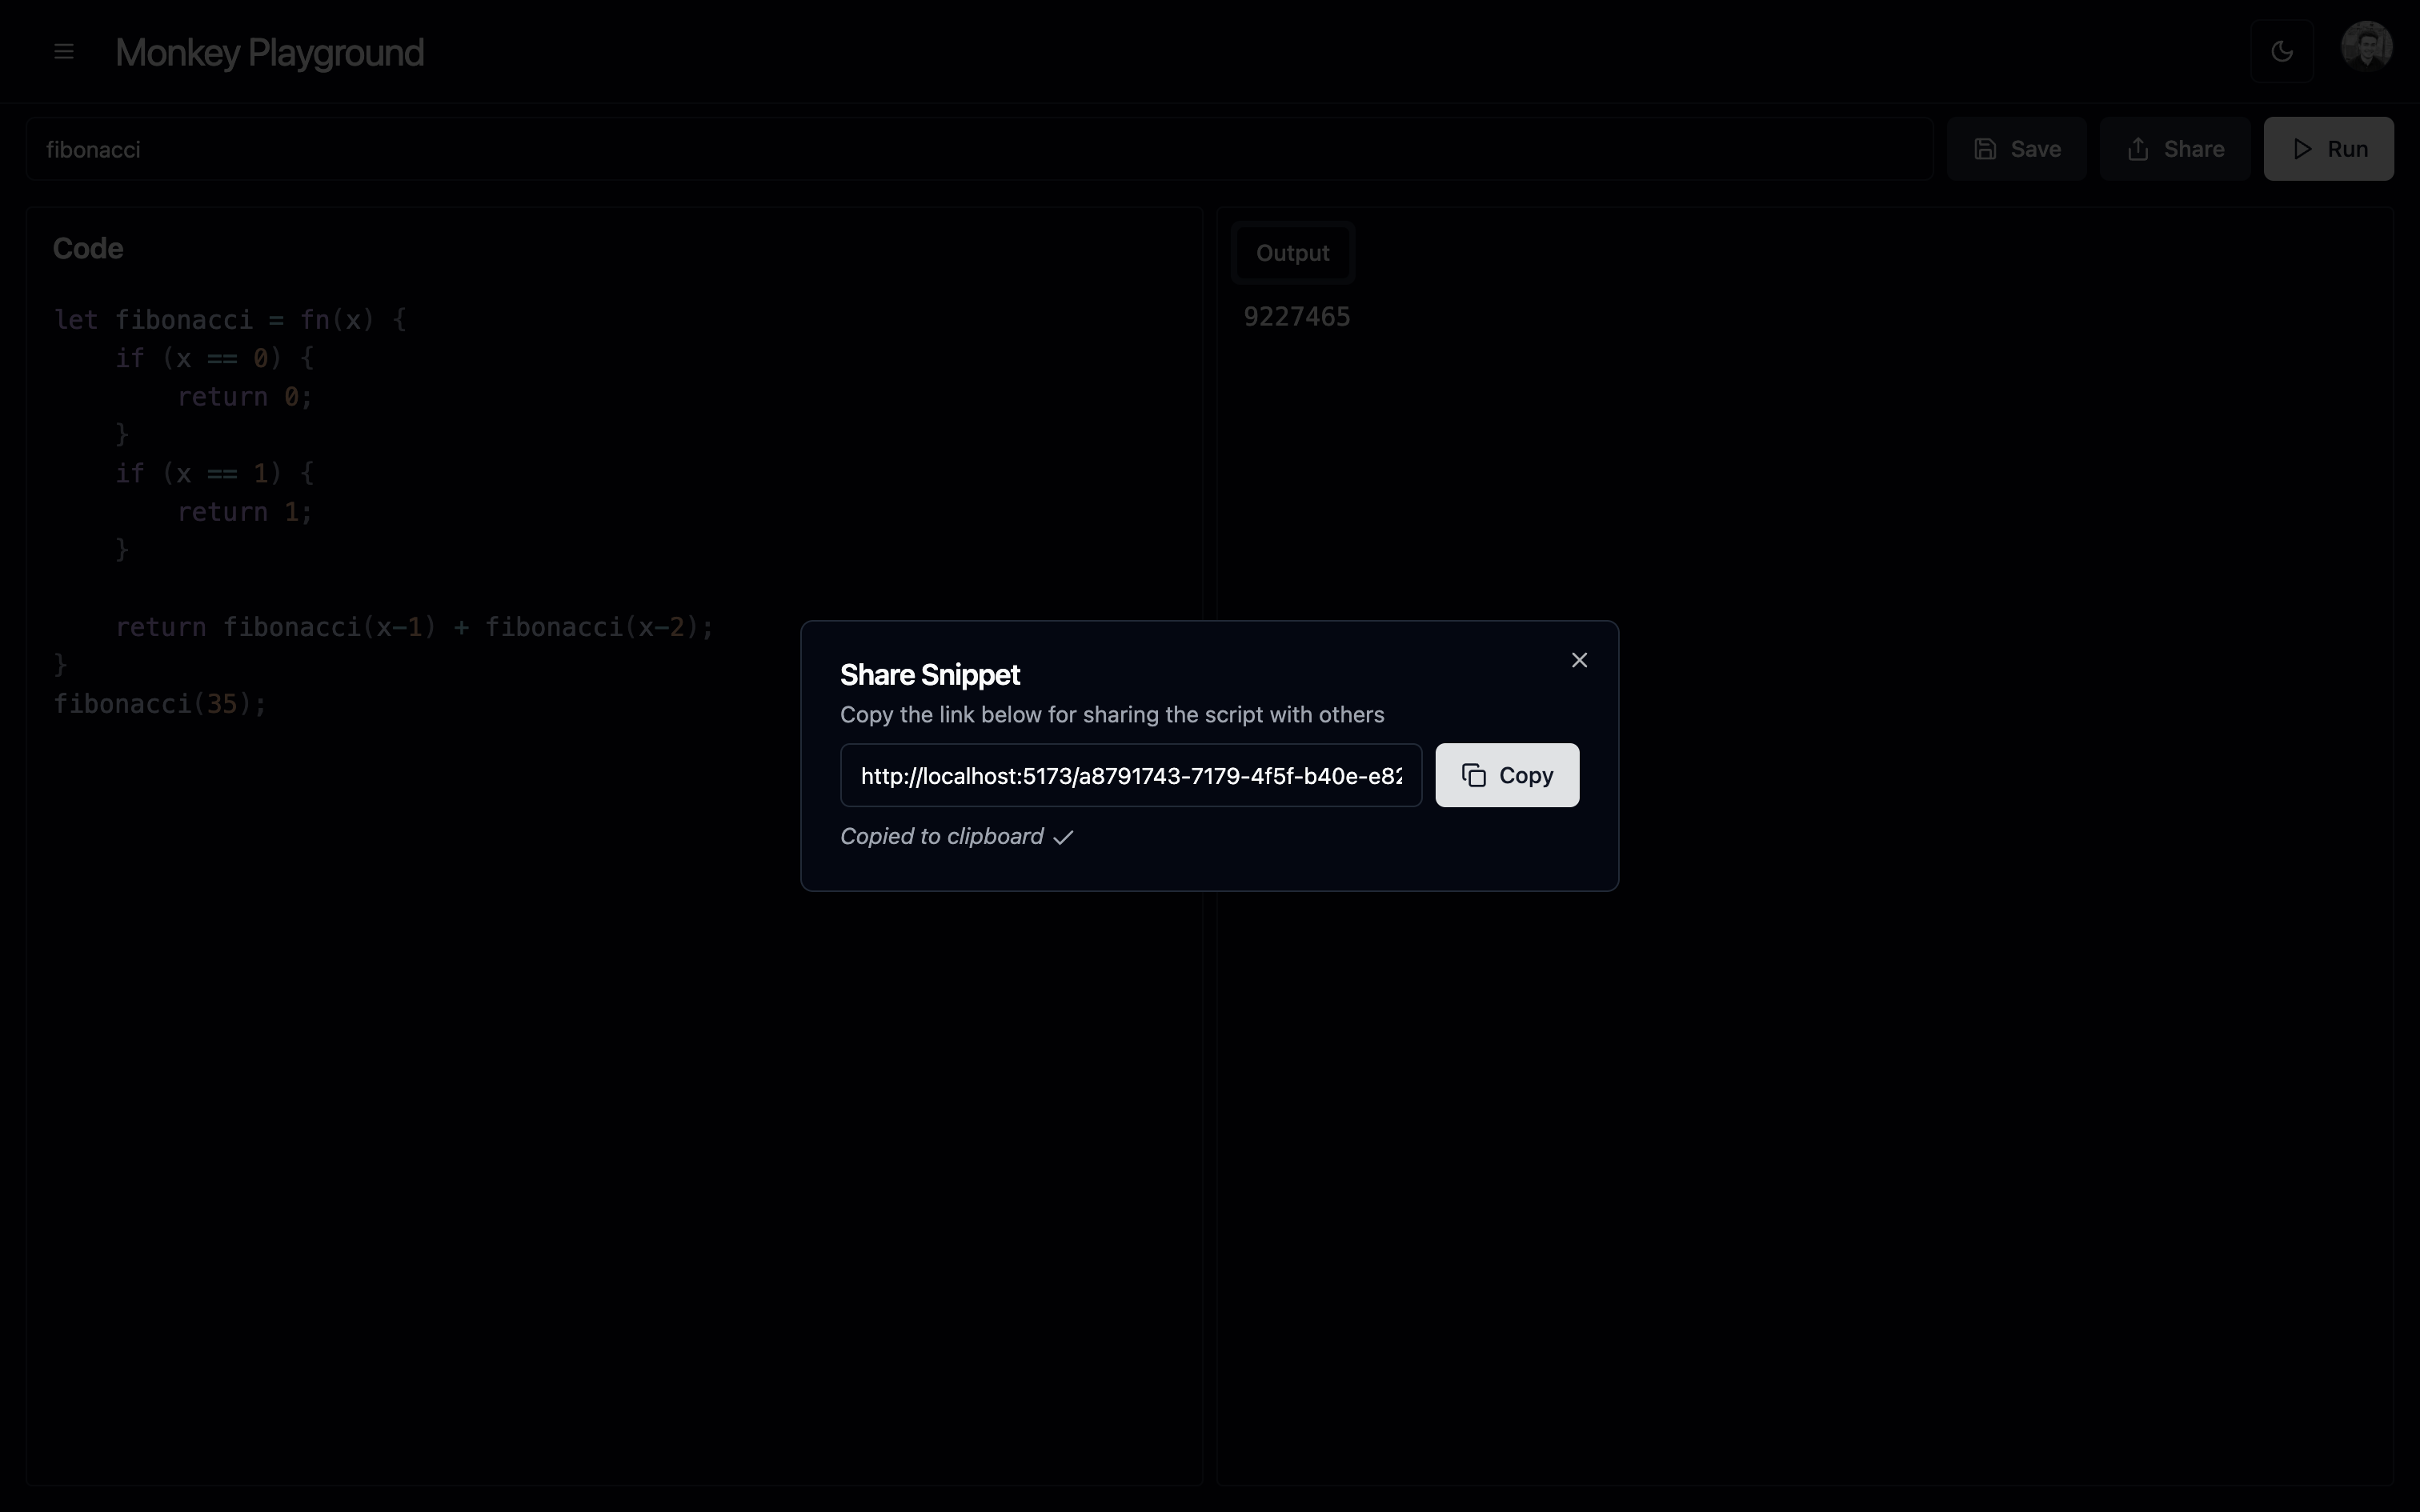 Monkey Playground
fibonacci
Save
Share
Run
Code
let fibonacci = fn(x) {
    if (x == 0) {
        return 0;
    }
    if (x == 1) {
        return 1;
    }

    return fibonacci(x-1) + fibonacci(x-2);
}
fibonacci(35);
Output
9227465
Share Snippet
Copy the link below for sharing the script with others
http://localhost:5173/a8791743-7179-4f5f-b40e-e82
Copy
Copied to clipboard